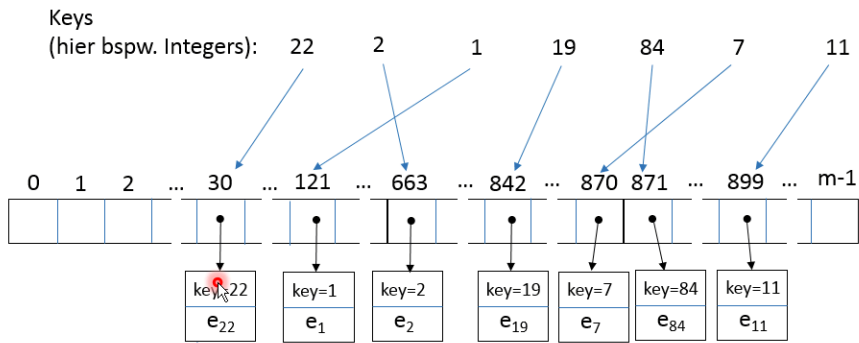 Keys
(hier bspw. Integers): 22 2 1 19 84 7 11
0 1 2 ... 30 ... 121 ... 663 ... 842 ... 870 871 ... 899 ... m-1
key=22 key=1 key=2 key=19 key=7 key=84 key=11
e₂₂ e₁ e₂ e₁₉ e₇ e₈₄ e₁₁